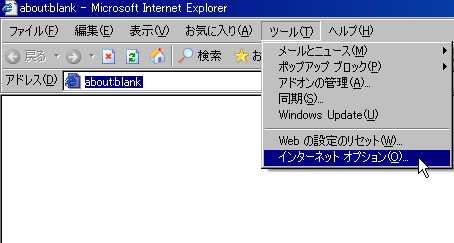 about:blank - Microsoft Internet Explorer
ファイル(F) 編集(E) 表示(V) お気に入り(A) ツール(T) ヘルプ(H)
戻る 検索 お
アドレス(D) about:blank
メールとニュース(M)
ポップアップ ブロック(P)
アドオンの管理(A)...
同期(S)...
Windows Update(U)
Web の設定のリセット(W)...
インターネット オプション(O)...